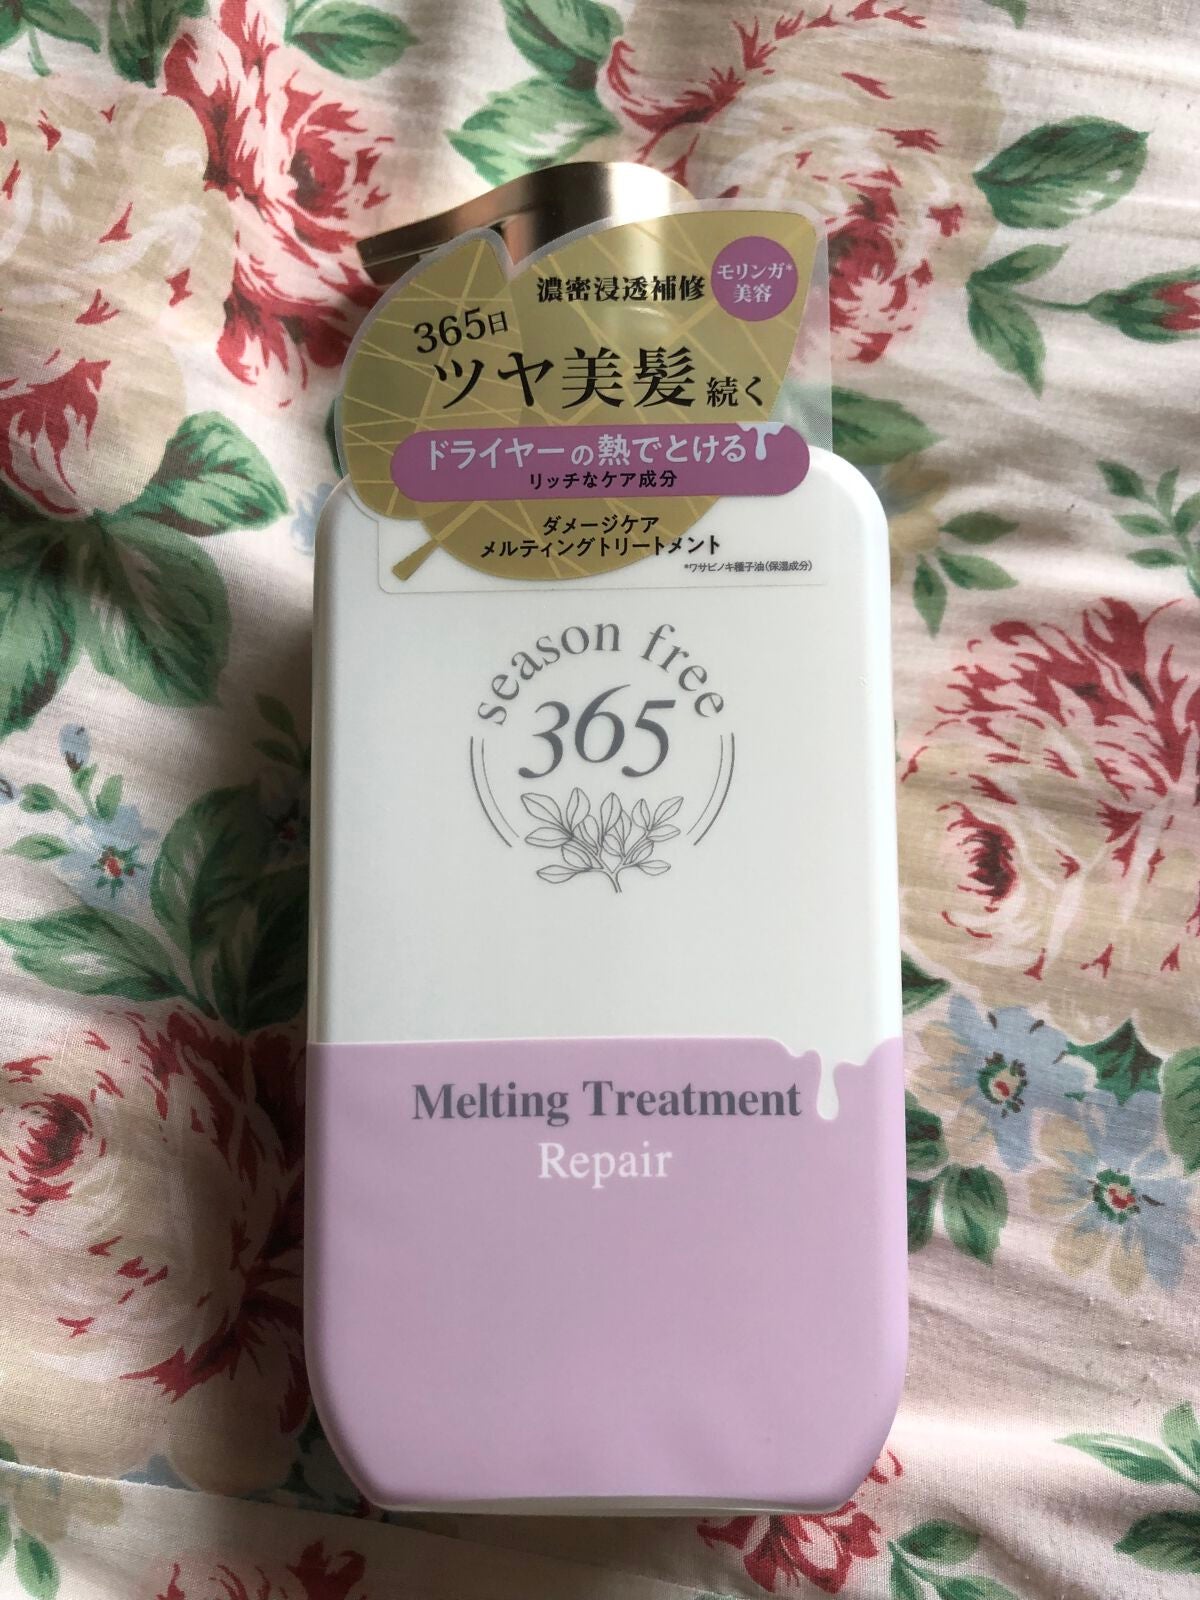 濃密浸透補修
モリンガ*
美容
365日
ツヤ美髪続く
ドライヤーの熱でとける
リッチなケア成分
ダメージケア
メルティングトリートメント
*ワサビノキ種子油(保湿成分)
season free
365
Melting Treatment
Repair